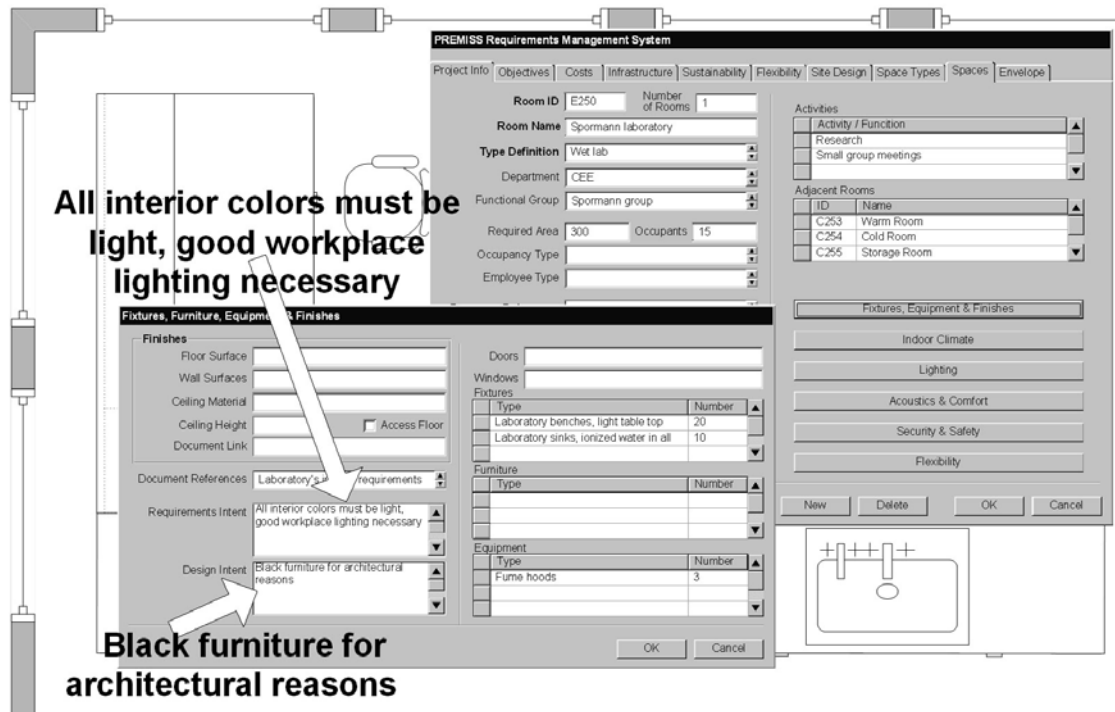 PREMISS Requirements Management System
Project Info Objectives Costs Infrastructure Sustainability Flexibility Site Design Space Types Spaces Envelope
Room ID E250 Number of Rooms 1
Room Name Spormann laboratory
Type Definition Wet lab
Department CEE
Functional Group Spormann group
Required Area 300 Occupants 15
Occupancy Type
Employee Type
Activities
Activity / Function
Research
Small group meetings
Adjacent Rooms
ID Name
C253 Warm Room
C254 Cold Room
C255 Storage Room
Fixtures, Equipment & Finishes
Indoor Climate
Lighting
Acoustics & Comfort
Security & Safety
Flexibility
New Delete OK Cancel
All interior colors must be
light, good workplace
lighting necessary
Fixtures, Furniture, Equipment & Finishes
Finishes
Floor Surface
Wall Surfaces
Ceiling Material
Ceiling Height Access Floor
Document Link
Document References Laboratory's requirements
Requirements Intent All interior colors must be light,
good workplace lighting necessary
Design Intent Black furniture for architectural
reasons
Doors
Windows
Fixtures
Type Number
Laboratory benches, light table top 20
Laboratory sinks, ionized water in all 10
Furniture
Type Number
Equipment
Type Number
Fume hoods 3
OK Cancel
Black furniture for
architectural reasons